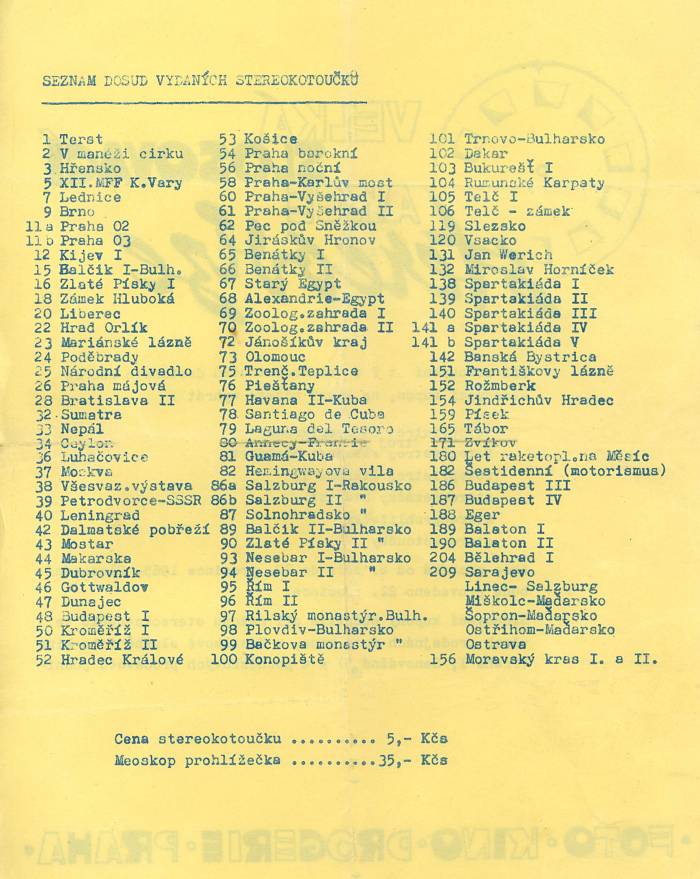 SEZNAM DOSUD VYDANÝCH STEREOKOTOUČKŮ
1 Terst
2 V manéži cirku
3 Hřensko
5 XII.MFF K.Vary
7 Lednice
9 Brno
11a Praha 02
11b Praha 03
12 Kijev I
15 Balčik I-Bulh.
16 Zlaté Písky I
18 Zámek Hluboká
20 Liberec
22 Hrad Orlík
23 Mariánské lázně
24 Poděbrady
25 Národní divadlo
26 Praha májová
28 Bratislava II
32 Sumatra
33 Nepál
34 Ceylon
36 Luhačovice
37 Moskva
38 Všesvaz.výstava
39 Petrodvorce-SSSR
40 Leningrad
42 Dalmatské pobřeží
43 Mostar
44 Makarska
45 Dubrovník
46 Gottwaldov
47 Dunajec
48 Budapest I
50 Kroměříž I
51 Kroměříž II
52 Hradec Králové
53 Košice
54 Praha barokní
56 Praha noční
58 Praha-Karlův most
60 Praha-Vyšehrad I
61 Praha-Vyšehrad II
62 Pec pod Sněžkou
64 Jiráskův Hronov
65 Benátky I
66 Benátky II
67 Starý Egypt
68 Alexandrie-Egypt
69 Zoolog.zahrada I
70 Zoolog.zahrada II
72 Jánošíkův kraj
73 Olomouc
75 Trenč.Teplice
76 Piešťany
77 Havana II-Kuba
78 Santiago de Cuba
79 Laguna del Tesoro
80 Annecy-Francie
81 Guamá-Kuba
82 Hemingwayova vila
86a Salzburg I-Rakousko
86b Salzburg II "
87 Solnohradsko "
89 Balčik II-Bulharsko
90 Zlaté Písky II "
93 Nesebar I-Bulharsko
94 Nesebar II "
95 Řím I
96 Řím II
97 Rilský monastýr.Bulh.
98 Plovdiv-Bulharsko
99 Bačkova monastýr "
100 Konopiště
101 Trnovo-Bulharsko
102 Dakar
103 Bukurešť I
104 Rumunské Karpaty
105 Telč I
106 Telč - zámek
119 Slezsko
120 Vsacko
131 Jan Werich
132 Miroslav Horníček
138 Spartakiáda I
139 Spartakiáda II
140 Spartakiáda III
141 a Spartakiáda IV
141 b Spartakiáda V
142 Banská Bystrica
151 Františkovy lázně
152 Rožmberk
154 Jindřichův Hradec
159 Písek
165 Tábor
171 Zvíkov
180 Let raketopl.na Měsíc
182 Šestidenní (motorismus)
186 Budapest III
187 Budapest IV
188 Eger
189 Balaton I
190 Balaton II
204 Bělehrad I
209 Sarajevo
Linec- Salzburg
Miškolc-Maďarsko
Šopron-Maďarsko
Ostřihom-Maďarsko
Ostrava
156 Moravský kras I. a II.
Cena stereokotoučku .......... 5,- Kčs
Meoskop prohlížečka ..........35,- Kčs
FOTO·KINO·DROGERIE·PRAHA·